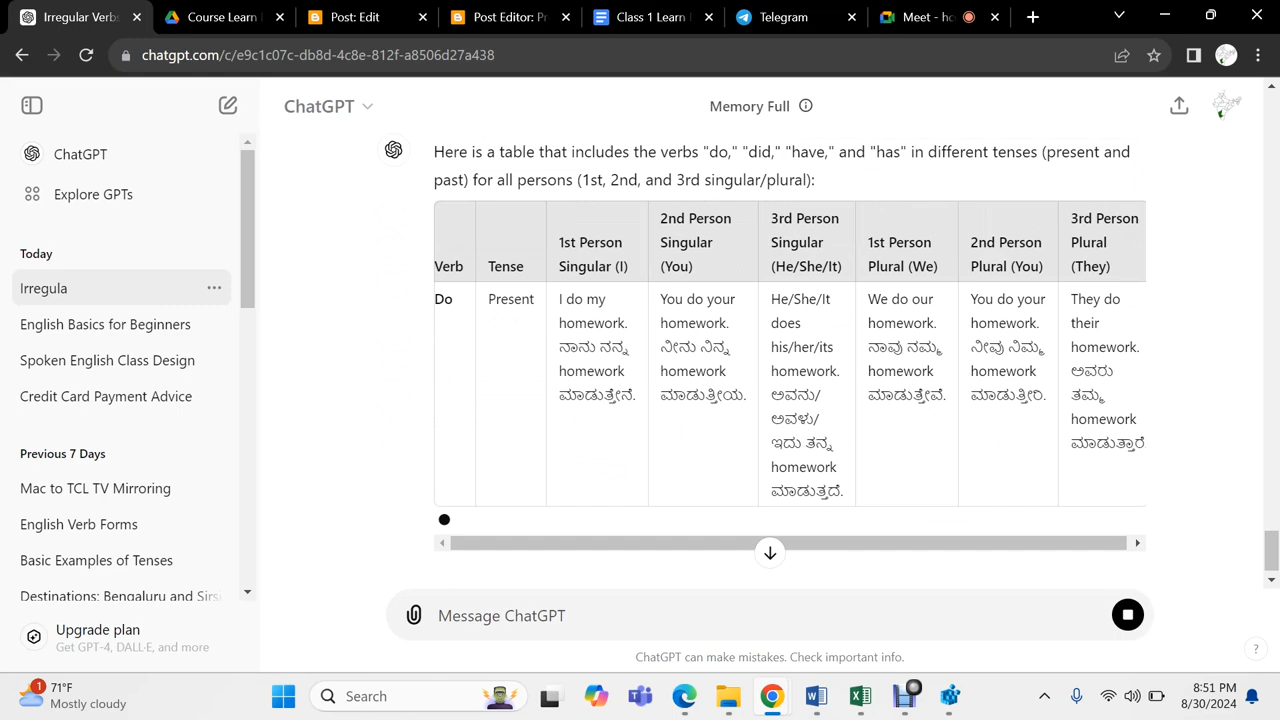 Irregular Verbs
Course Learn
Post: Edit
Post Editor: P
Class 1 Learn
Telegram
Meet - ho
chatgpt.com/c/e9c1c07c-db8d-4c8e-812f-a8506d27a438
ChatGPT
Memory Full
ChatGPT
Explore GPTs
Today
Irregula
English Basics for Beginners
Spoken English Class Design
Credit Card Payment Advice
Previous 7 Days
Mac to TCL TV Mirroring
English Verb Forms
Basic Examples of Tenses
Destinations: Bengaluru and Sirs
Upgrade plan
Get GPT-4, DALL·E, and more
Here is a table that includes the verbs "do," "did," "have," and "has" in different tenses (present and
past) for all persons (1st, 2nd, and 3rd singular/plural):
Verb
Tense
1st Person
Singular (I)
2nd Person
Singular
(You)
3rd Person
Singular
(He/She/It)
1st Person
Plural (We)
2nd Person
Plural (You)
3rd Person
Plural
(They)
Do
Present
I do my
homework.
ನಾನು ನನ್ನ
homework
ಮಾಡುತ್ತೇನೆ.
You do your
homework.
ನೀನು ನಿನ್ನ
homework
ಮಾಡುತ್ತೀಯ.
He/She/It
does
his/her/its
homework.
ಅವನು/
ಅವಳು/
ಇದು ತನ್ನ
homework
ಮಾಡುತ್ತದೆ.
We do our
homework.
ನಾವು ನಮ್ಮ
homework
ಮಾಡುತ್ತೇವೆ.
You do your
homework.
ನೀವು ನಿಮ್ಮ
homework
ಮಾಡುತ್ತೀರಿ.
They do
their
homework.
ಅವರು
ತಮ್ಮ
homework
ಮಾಡುತ್ತಾರೆ
Message ChatGPT
ChatGPT can make mistakes. Check important info.
?
1
71°F
Mostly cloudy
Search
8:51 PM
8/30/2024